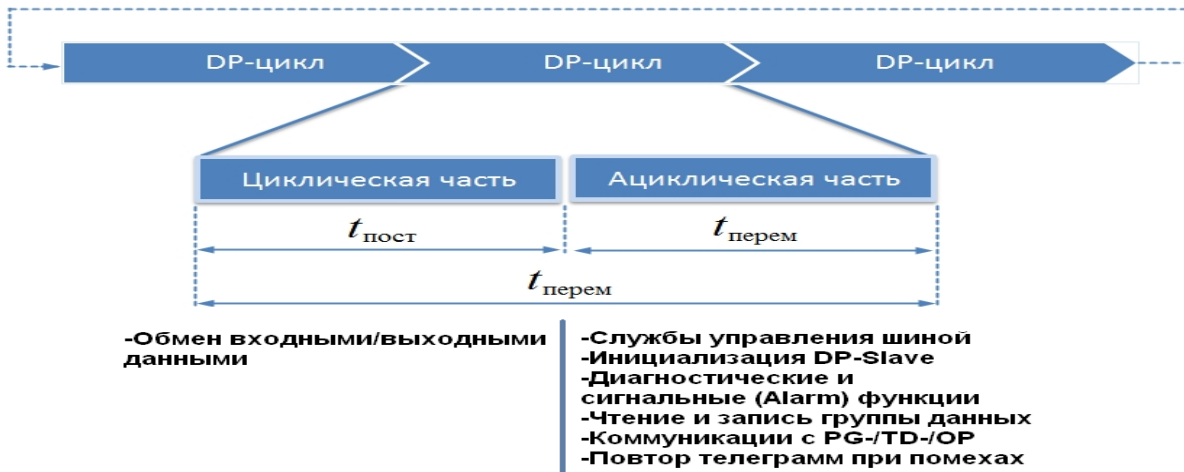 DP-цикл DP-цикл DP-цикл
Циклическая часть Ациклическая часть
tпост tперем
tперем
-Обмен входными/выходными
данными
-Службы управления шиной
-Инициализация DP-Slave
-Диагностические и
сигнальные (Alarm) функции
-Чтение и запись группы данных
-Коммуникации с PG-/TD-/OP
-Повтор телеграмм при помехах